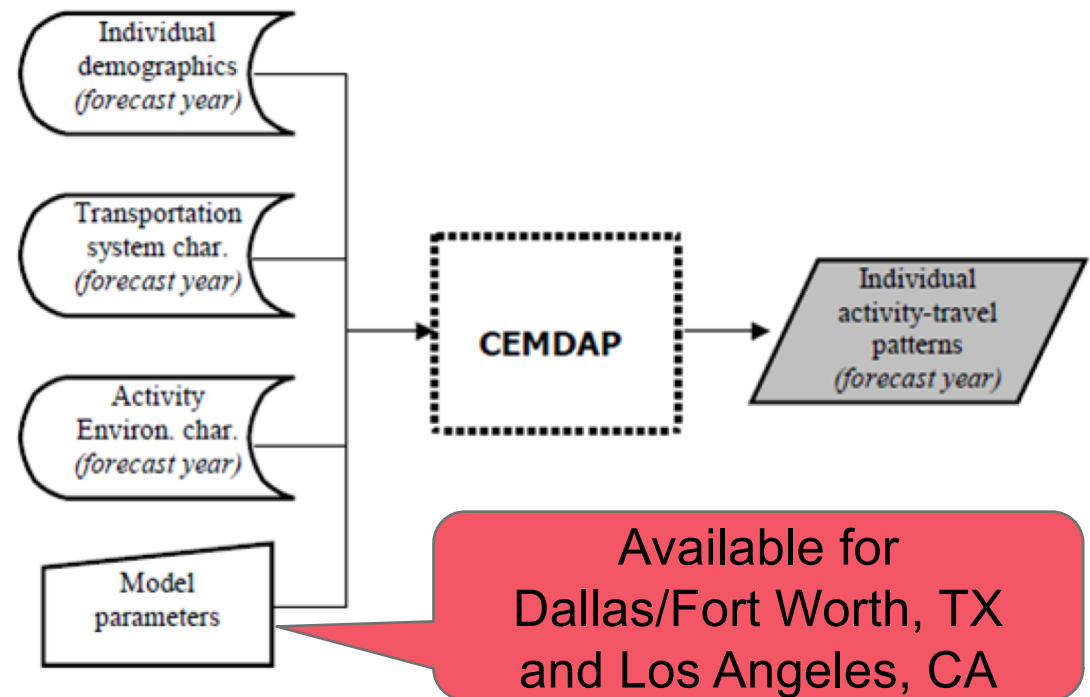 Individual
demographics
(forecast year)
Transportation
system char.
(forecast year)
Activity
Environ. char.
(forecast year)
Model
parameters
CEMDAP
Individual
activity-travel
patterns
(forecast year)
Available for
Dallas/Fort Worth, TX
and Los Angeles, CA